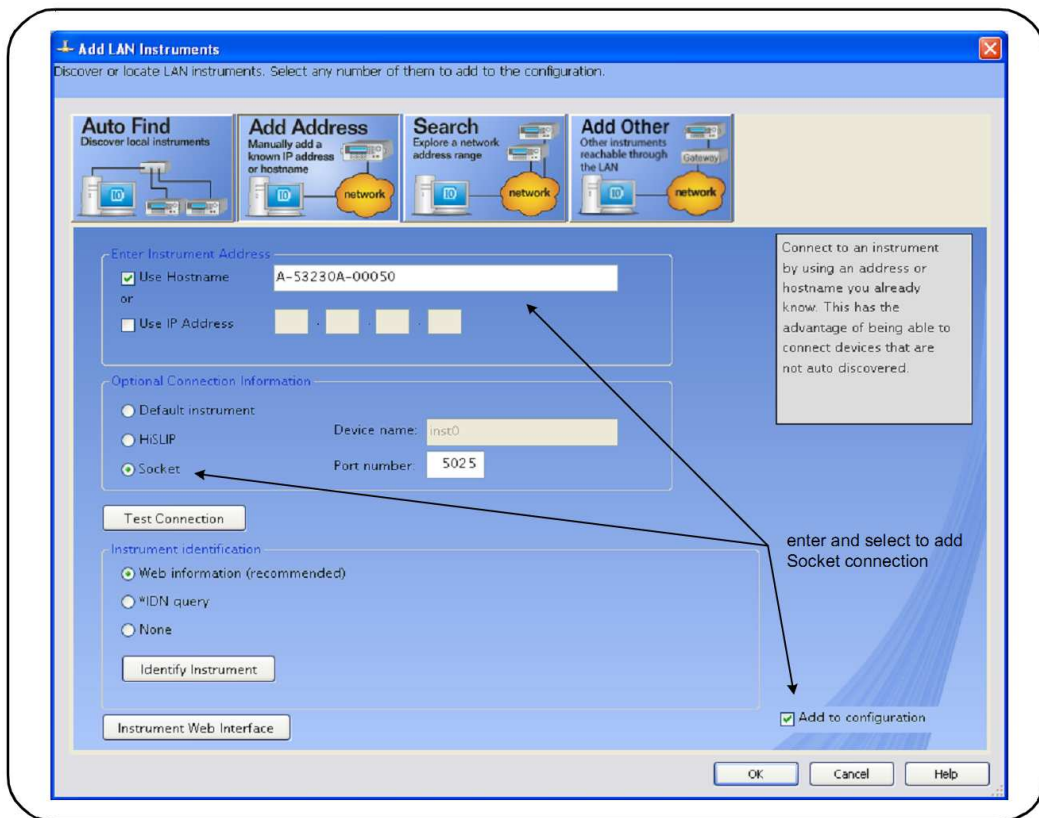 Add LAN Instruments
Discover or locate LAN instruments. Select any number of them to add to the configuration.
Auto Find
Discover local instruments
IO
Add Address
Manually add a
known IP address
or hostname
IO
network
Search
Explore a network
address range
IO
network
Add Other
Other instruments
reachable through
the LAN
Gateway
IO
network
Enter Instrument Address
Use Hostname
A-53230A-00050
or
Use IP Address
. . .
Connect to an instrument
by using an address or
hostname you already
know. This has the
advantage of being able to
connect devices that are
not auto discovered.
Optional Connection Information
Default instrument
HiSLIP
Device name: inst0
Socket
Port number: 5025
Test Connection
enter and select to add
Socket connection
Instrument identification
Web information (recommended)
*IDN query
None
Identify Instrument
Instrument Web Interface
Add to configuration
OK Cancel Help